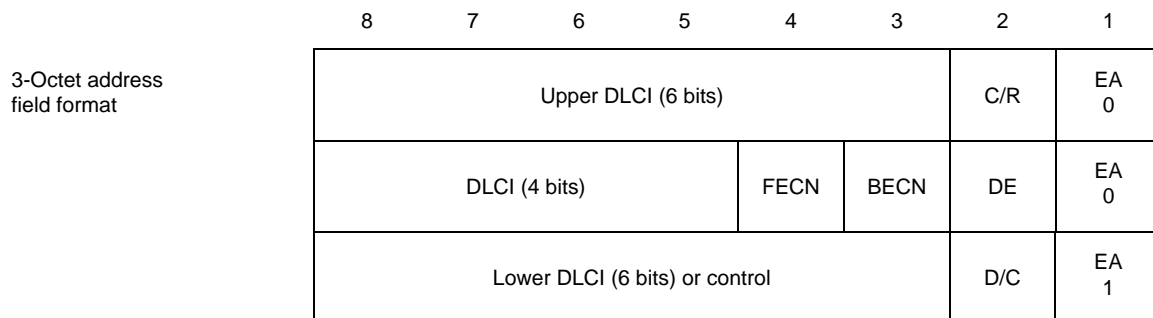 8 7 6 5 4 3 2 1
3-Octet address
field format
Upper DLCI (6 bits) C/R EA
0
DLCI (4 bits) FECN BECN DE EA
0
Lower DLCI (6 bits) or control D/C EA
1